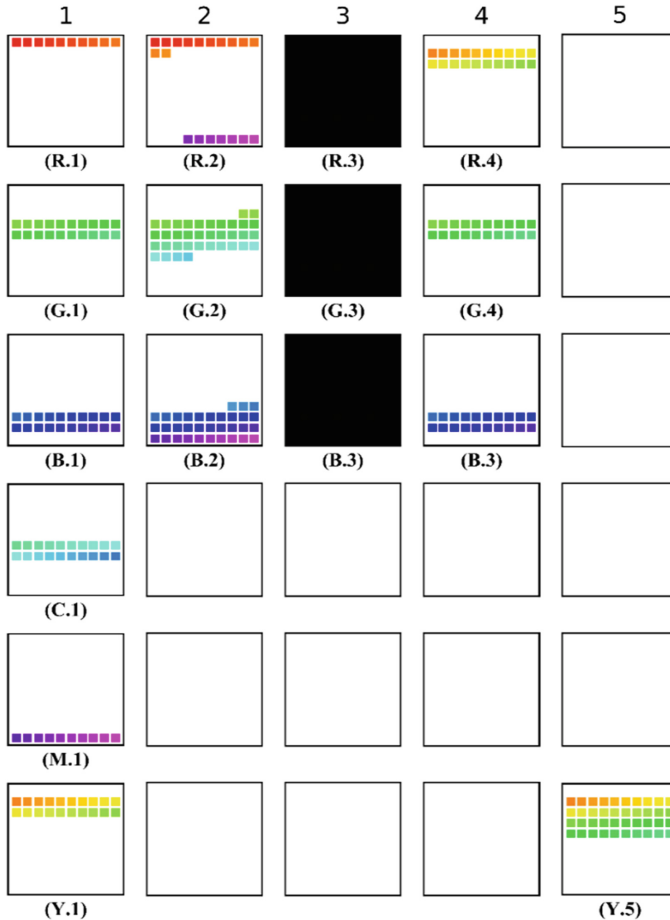 1 2 3 4 5
(R.1) (R.2) (R.3) (R.4)
(G.1) (G.2) (G.3) (G.4)
(B.1) (B.2) (B.3) (B.3)
(C.1)
(M.1)
(Y.1) (Y.5)